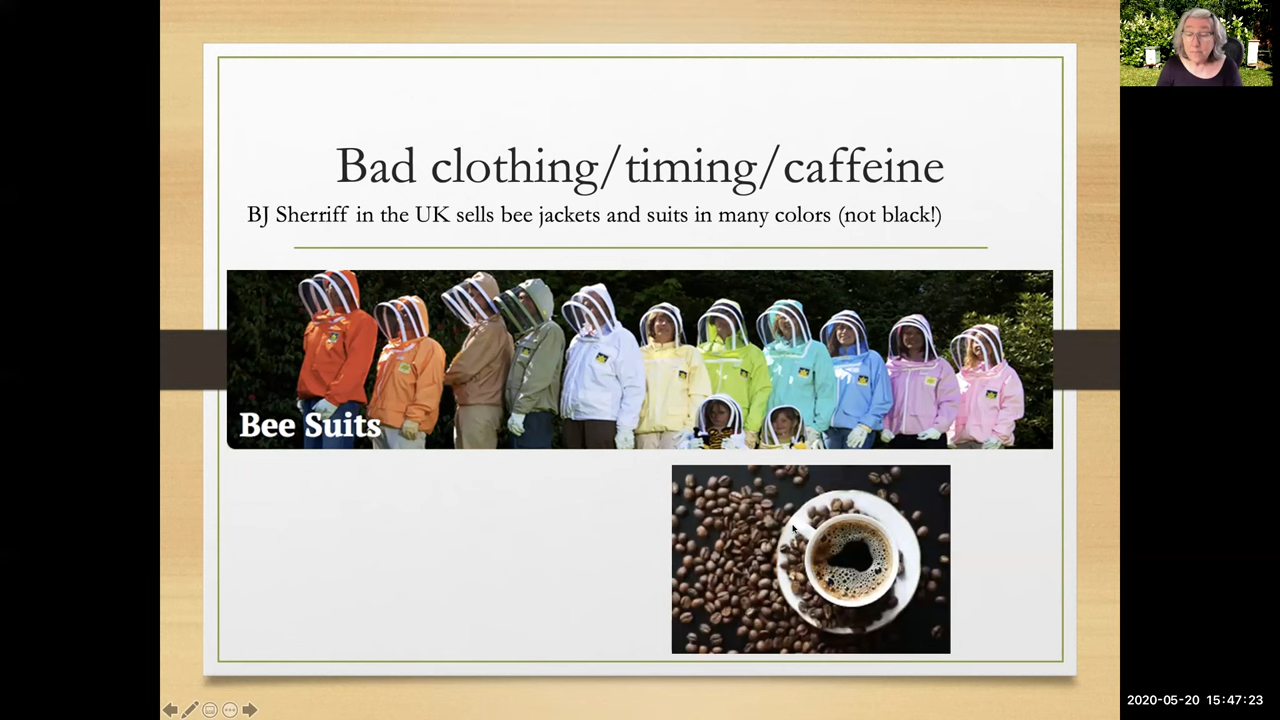 Bad clothing/timing/caffeine
BJ Sherriff in the UK sells bee jackets and suits in many colors (not black!)
Bee Suits
2020-05-20 15:47:23